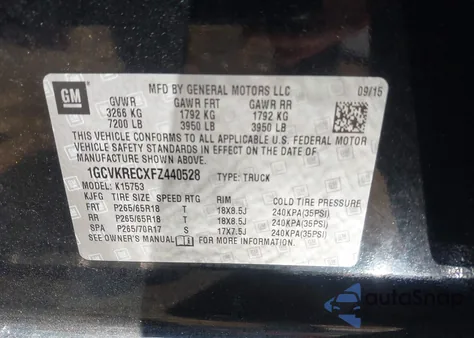 GM
MFD BY GENERAL MOTORS LLC 09/15
GVWR GAWR FRT GAWR RR
3266 KG 1792 KG 1792 KG
7200 LB 3950 LB 3950 LB
THIS VEHICLE CONFORMS TO ALL APPLICABLE U.S. FEDERAL MOTOR
VEHICLE SAFETY STANDARDS IN EFFECT ON THE DATE OF
MANUFACTURE SHOWN ABOVE.
1GCVKRECXFZ440528 TYPE: TRUCK
MODEL: K15753
KJFG TIRE SIZE SPEED RTG RIM COLD TIRE PRESSURE
FRT P265/65R18 T 18X8.5J 240KPA(35PSI)
RR P265/65R18 T 18X8.5J 240KPA(35PSI)
SPA P265/70R17 S 17X7.5J 240KPA(35PSI)
SEE OWNER'S MANUAL FOR ADDITIONAL INFORMATION.
autoSnap